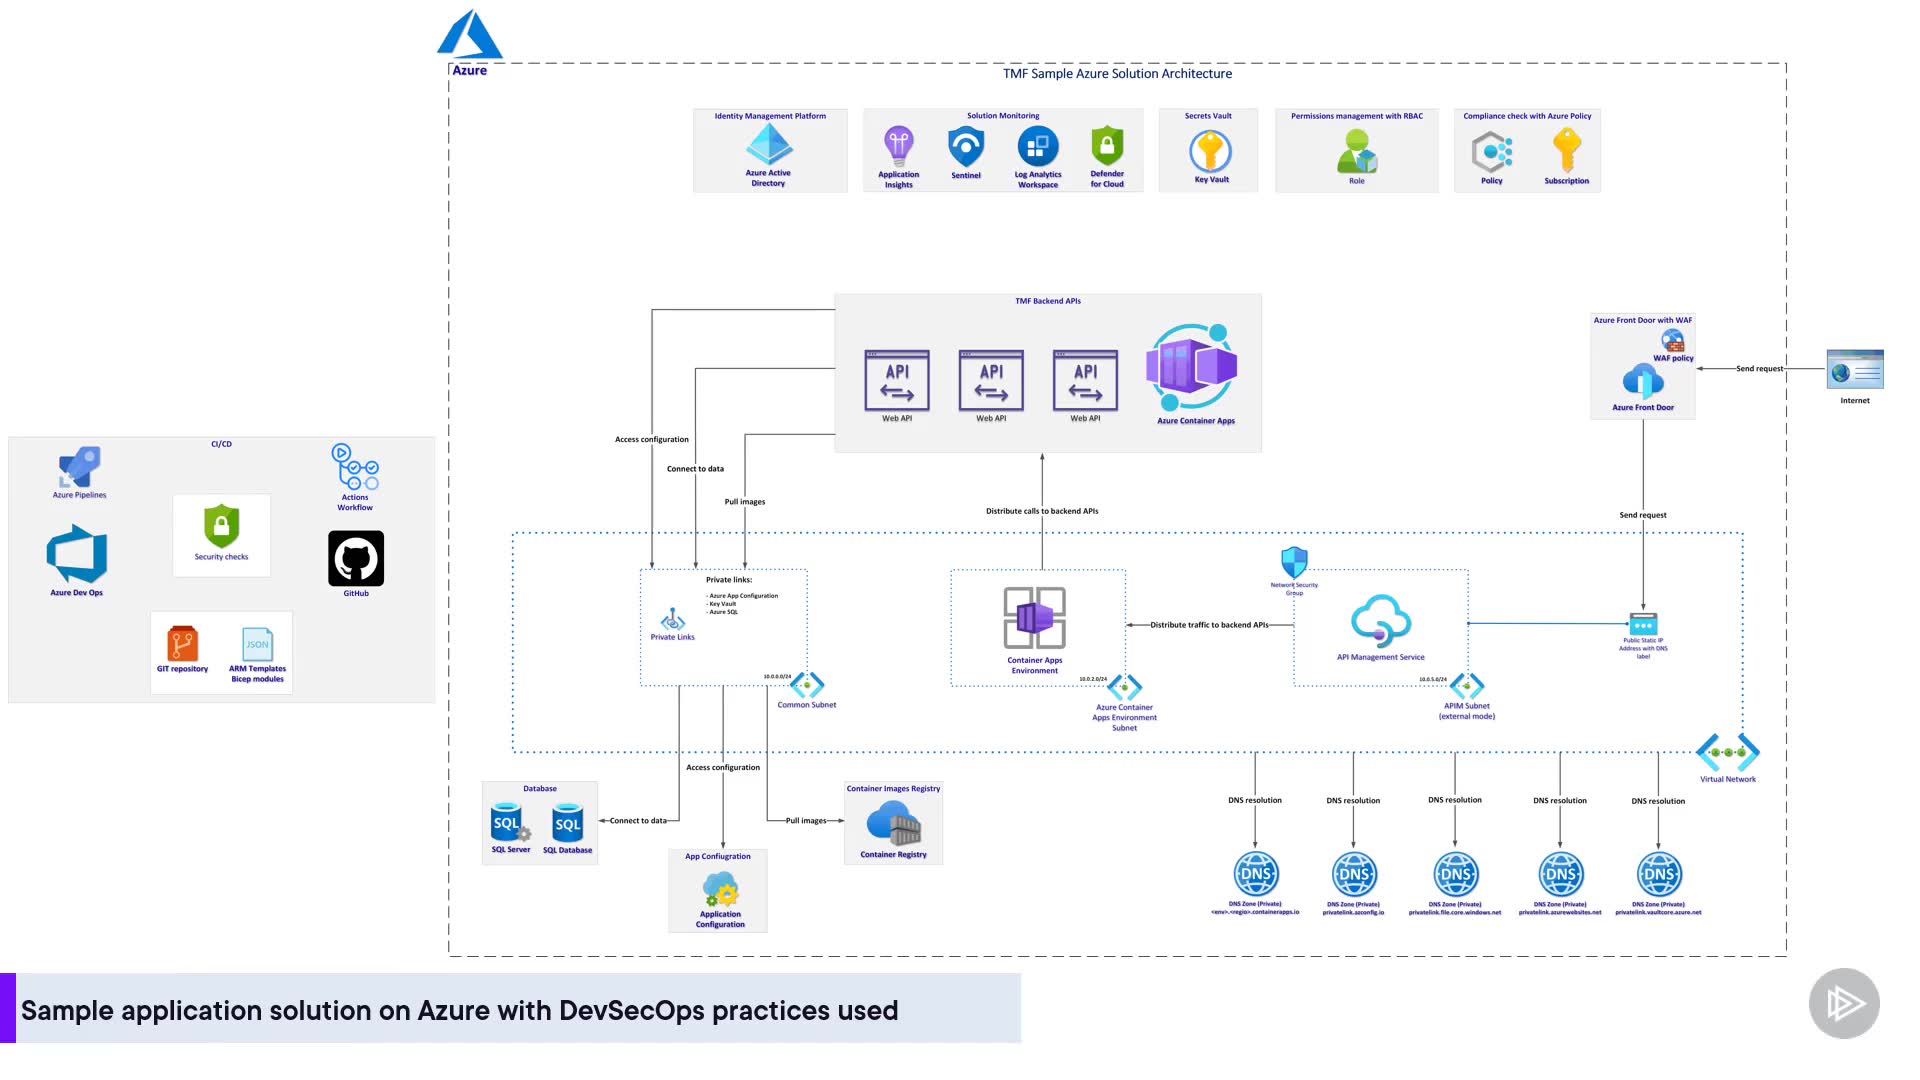 Azure
TMF Sample Azure Solution Architecture
Identity Management Platform
Azure Active
Directory
Solution Monitoring
Application
Insights
Sentinel
Log Analytics
Workspace
Defender
for Cloud
Secrets Vault
Key Vault
Permissions management with RBAC
Role
Compliance check with Azure Policy
Policy
Subscription
TMF Backend APIs
API
Web API
API
Web API
API
Web API
Azure Container Apps
Azure Front Door with WAF
WAF policy
Azure Front Door
Send request
Internet
Access configuration
Connect to data
Pull images
Distribute calls to backend APIs
Send request
CI/CD
Azure Pipelines
Actions
Workflow
Security checks
Azure Dev Ops
GitHub
GIT repository
JSON
ARM Templates
Bicep modules
Private links:
- Azure App Configuration
- Key Vault
- Azure SQL
Private Links
10.0.0.0/24
Common Subnet
Container Apps
Environment
10.0.2.0/24
Azure Container
Apps Environment
Subnet
Distribute traffic to backend APIs
Network Security
Group
API Management Service
10.0.5.0/24
APIM Subnet
(external mode)
Public Static IP
Address with DNS
label
Virtual Network
Access configuration
Database
SQL
SQL Server
SQL
SQL Database
Connect to data
Pull images
Container Images Registry
Container Registry
App Confiugration
Application
Configuration
DNS resolution
DNS resolution
DNS resolution
DNS resolution
DNS resolution
DNS
DNS
DNS
DNS
DNS
DNS Zone (Private)
<env>.<regio>.containerapps.io
DNS Zone (Private)
privatelink.azconfig.io
DNS Zone (Private)
privatelink.file.core.windows.net
DNS Zone (Private)
privatelink.azurewebsites.net
DNS Zone (Private)
privatelink.vaultcore.azure.net
Sample application solution on Azure with DevSecOps practices used